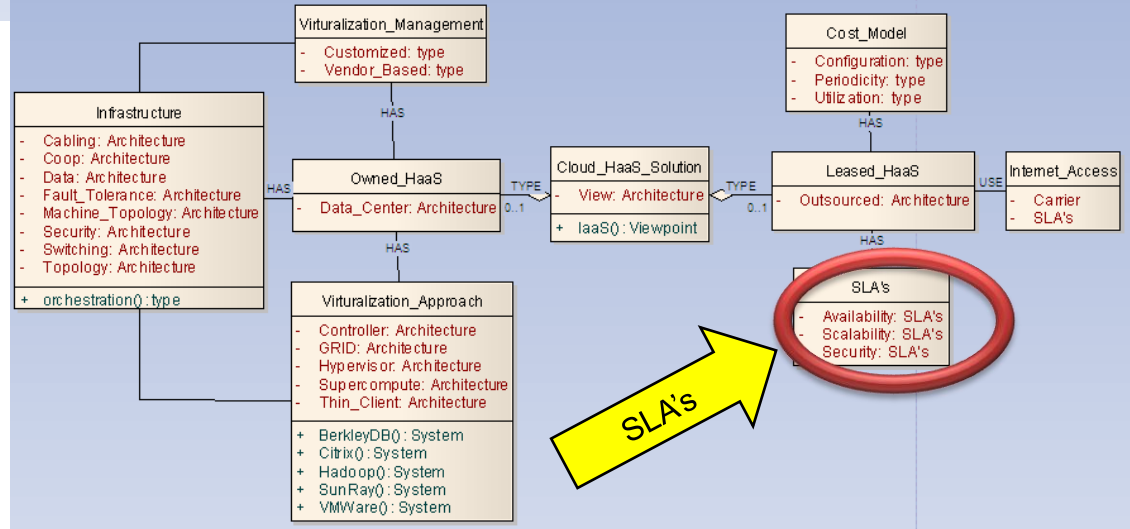 Virturalization_Management
- Customized: type
- Vendor_Based: type
Cost_Model
- Configuration: type
- Periodicity: type
- Utilization: type
Infrastructure
- Cabling: Architecture
- Coop: Architecture
- Data: Architecture
- Fault_Tolerance: Architecture
- Machine_Topology: Architecture
- Security: Architecture
- Switching: Architecture
- Topology: Architecture
+ orchestration(): type
HAS
HAS
HAS
Owned_HaaS
- Data_Center: Architecture
TYPE
0..1
Cloud_HaaS_Solution
- View: Architecture
+ IaaS(): Viewpoint
TYPE
0..1
Leased_HaaS
- Outsourced: Architecture
USE
Internet_Access
- Carrier
- SLA's
HAS
HAS
Virturalization_Approach
- Controller: Architecture
- GRID: Architecture
- Hypervisor: Architecture
- Supercompute: Architecture
- Thin_Client: Architecture
+ BerkleyDB(): System
+ Citrix(): System
+ Hadoop(): System
+ SunRay(): System
+ VMWare(): System
SLA's
- Availability: SLA's
- Scalability: SLA's
Security: SLA's
SLA's